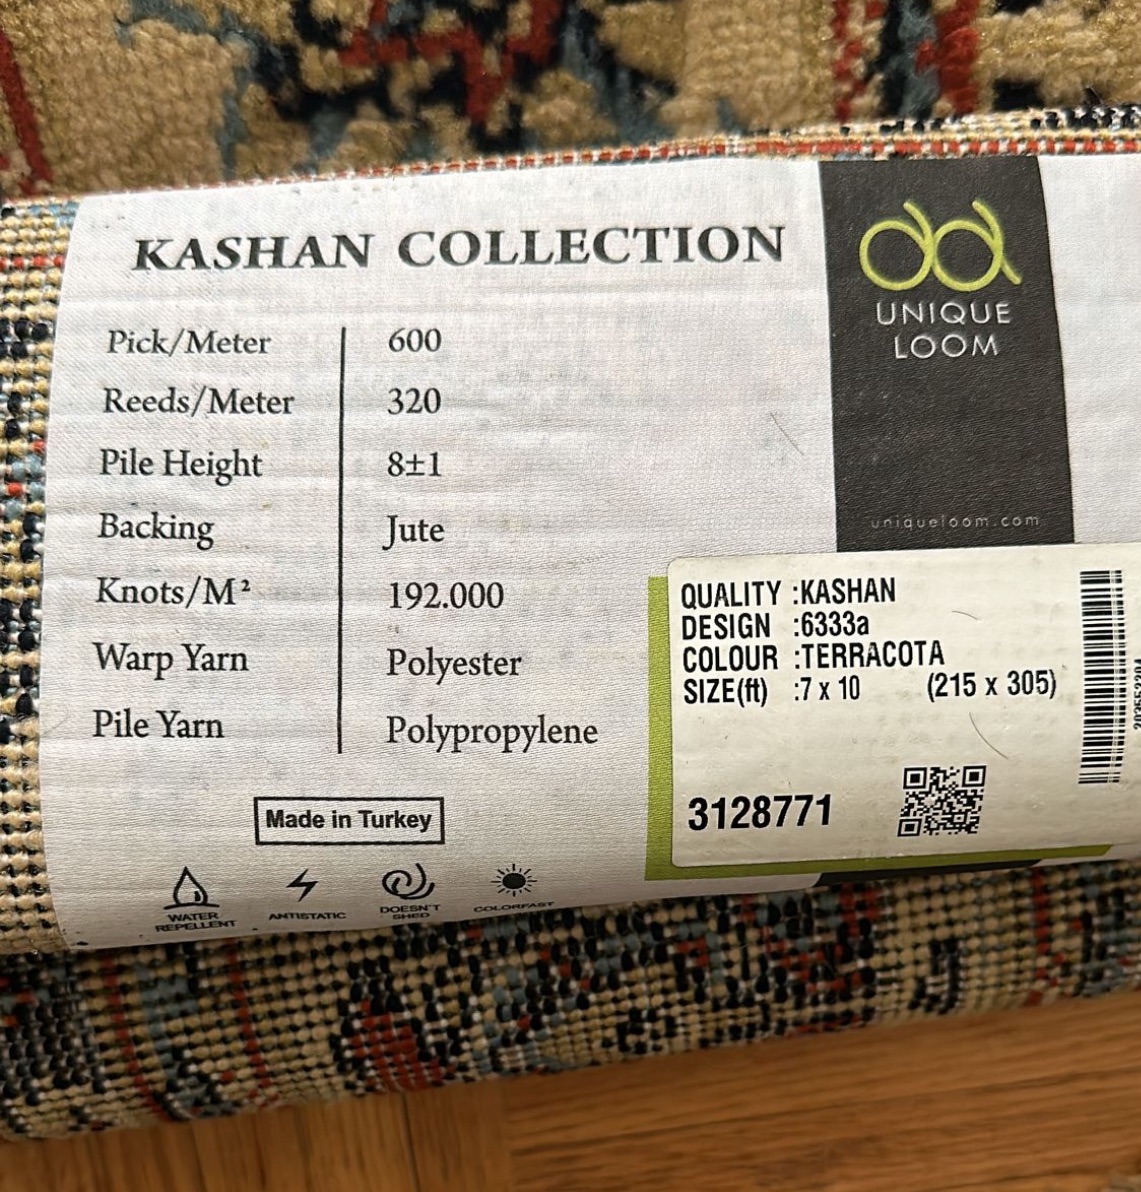 KASHAN COLLECTION
Pick/Meter 600
Reeds/Meter 320
Pile Height 8±1
Backing Jute
Knots/M² 192.000
Warp Yarn Polyester
Pile Yarn Polypropylene
Made in Turkey
WATER REPELLENT
ANTISTATIC
DOESN'T SHED
COLORFAST
UNIQUE
LOOM
uniqueloom.com
QUALITY :KASHAN
DESIGN :6333a
COLOUR :TERRACOTA
SIZE(ft) :7 x 10 (215 x 305)
3128771